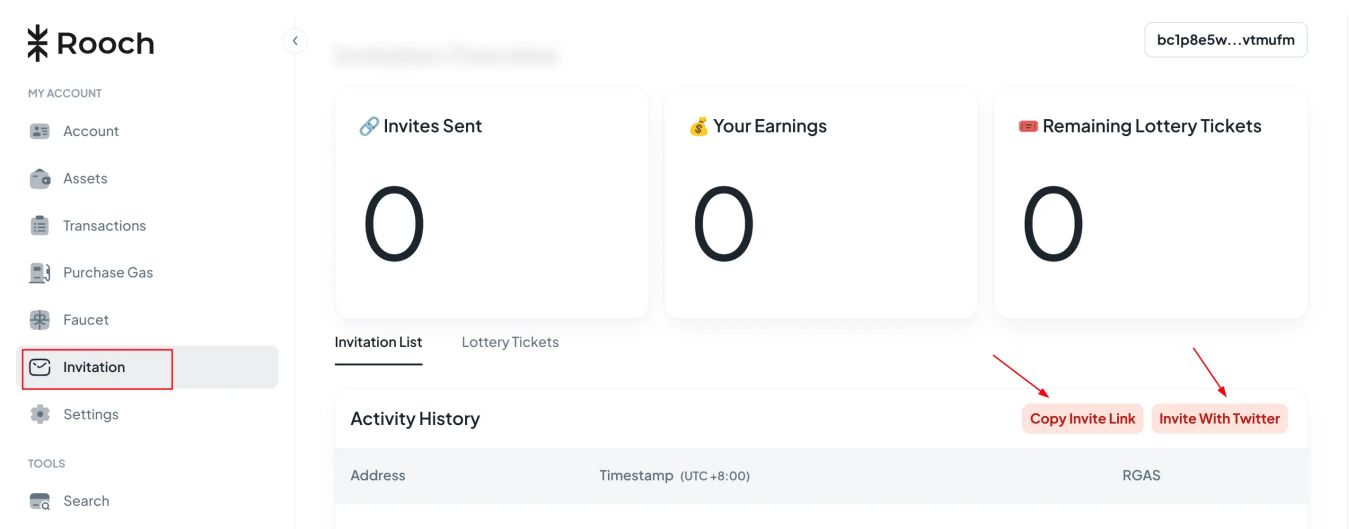 Rooch
MY ACCOUNT
Account
Assets
Transactions
Purchase Gas
Faucet
Invitation
Settings
TOOLS
Search
bc1p8e5w...vtmufm
Invites Sent
0
Your Earnings
0
Remaining Lottery Tickets
0
Invitation List Lottery Tickets
Activity History Copy Invite Link Invite With Twitter
Address Timestamp (UTC +8:00) RGAS